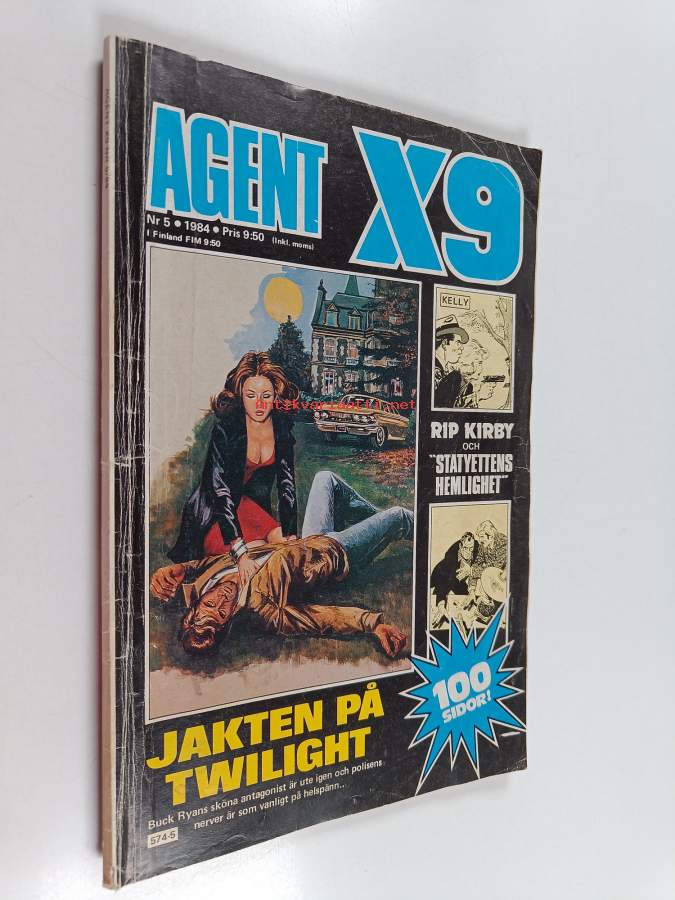 AGENT X9
Nr 5 • 1984 • Pris 9:50 (Inkl. moms)
I Finland FIM 9:50
KELLY
antikvariaatti.net
RIP KIRBY
OCH
"STATYETTENS
HEMLIGHET"
100
SIDOR!
JAKTEN PÅ
TWILIGHT
Buck Ryans sköna antagonist är ute igen och polisens
nerver är som vanligt på helspänn...
574-5